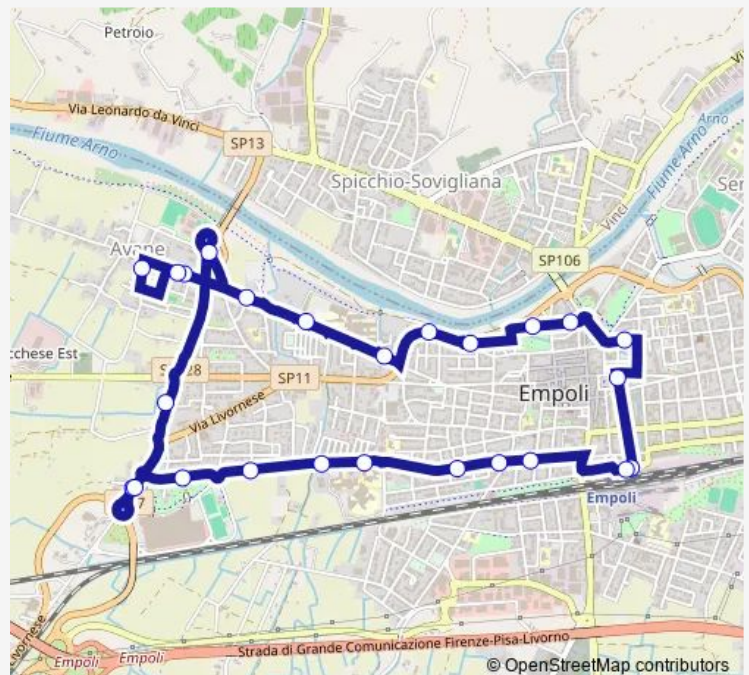 Petroio
Via Leonardo da Vinci
Fiume Arno
SP13
Arno
Fiume Arno
Spicchio-Sovigliana
Vinci
Avane
SP106
cchese Est
SP11
Empoli
Via Livornese
Empoli
Livornese
Strada di Grande Comunicazione Firenze-Pisa-Livorno
Empoli
Empoli
© OpenStreetMap contributors